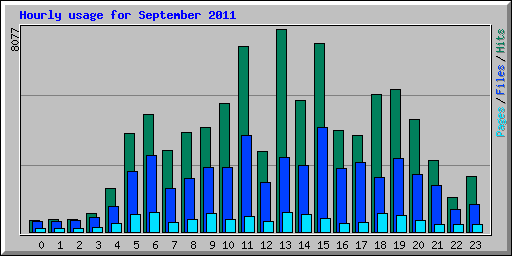 Hourly usage for September 2011
8077
Pages/Files/Hits
0 1 2 3 4 5 6 7 8 9 10 11 12 13 14 15 16 17 18 19 20 21 22 23